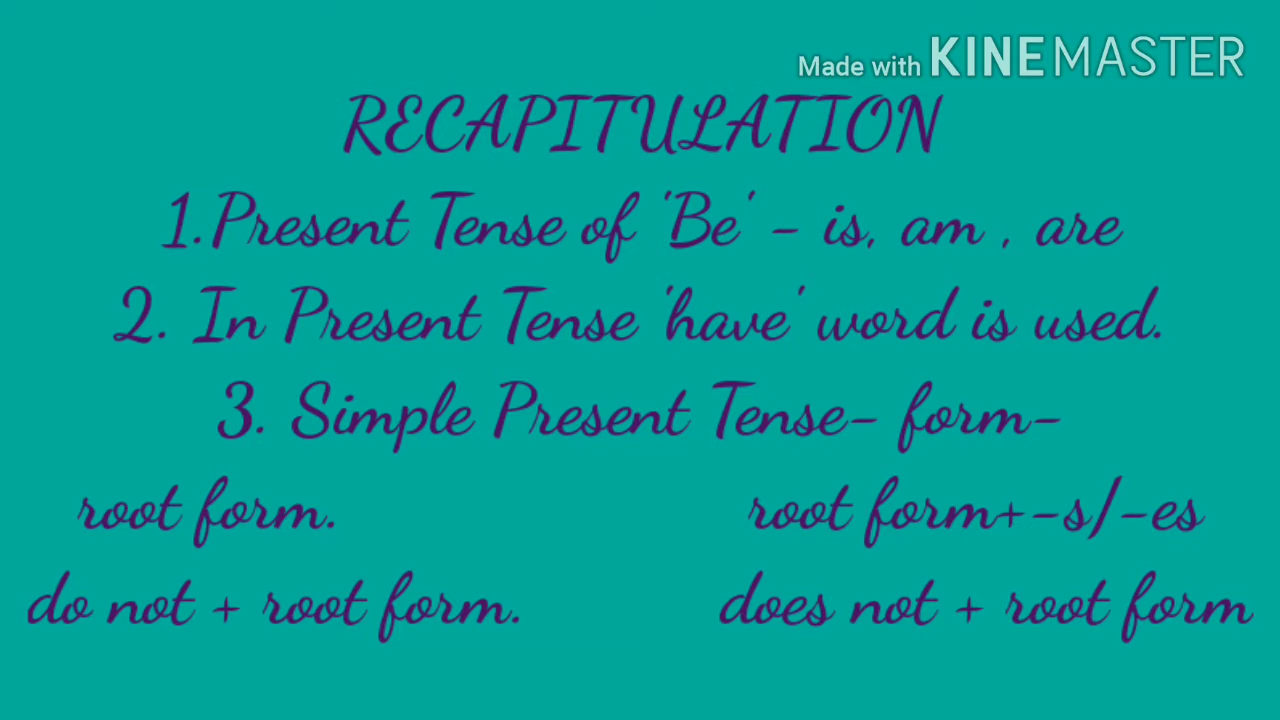 Made with KINEMASTER
RECAPITULATION
1.Present Tense of 'Be' - is, am , are
2. In Present Tense 'have' word is used.
3. Simple Present Tense- form-
root form. root form+-s/-es
do not + root form. does not + root form